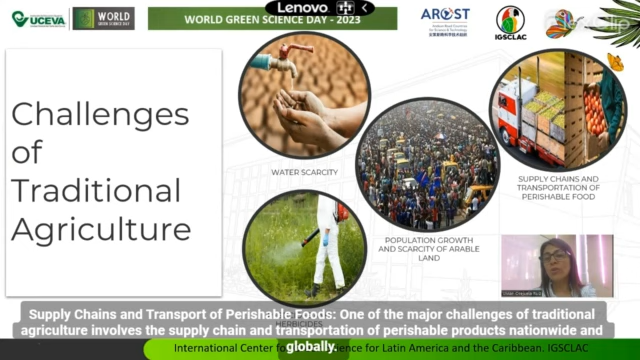 UCEVA
WORLD
GREEN SCIENCE DAY
WORLD GREEN SCIENCE DAY - 2023
Lenovo
AROST
IGSCLAC
Challenges
of
Traditional
Agriculture
WATER SCARCITY
SUPPLY CHAINS AND
TRANSPORTATION OF
PERISHABLE FOOD
POPULATION GROWTH
AND SCARCITY OF ARABLE
LAND
HERBICIDES
Supply Chains and Transport of Perishable Foods: One of the major challenges of traditional
agriculture involves the supply chain and transportation of perishable products nationwide and
globally.
International Center fo
ience for Latin America and the Caribbean. IGSCLAC